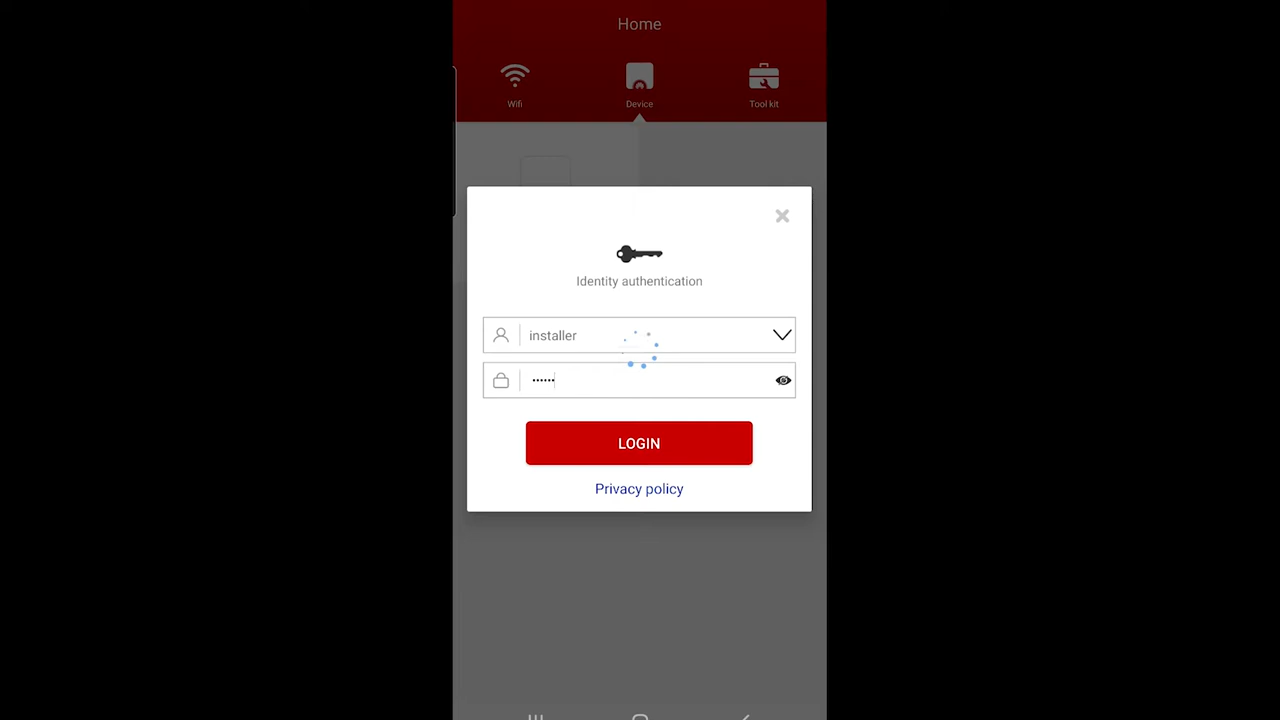 Home
Wifi Device Tool kit
Identity authentication
installer
••••••
LOGIN
Privacy policy